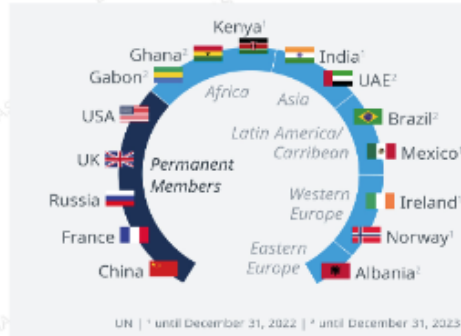 Kenya¹
Ghana²
India¹
Gabon²
UAE²
Africa
Asia
USA
Brazil²
Latin America/
Carribean
UK
Permanent
Members
Mexico¹
Russia
Western
Europe
Ireland¹
France
Norway¹
Eastern
Europe
China
Albania²
UN | ¹ until December 31, 2022 | ² until December 31, 2023